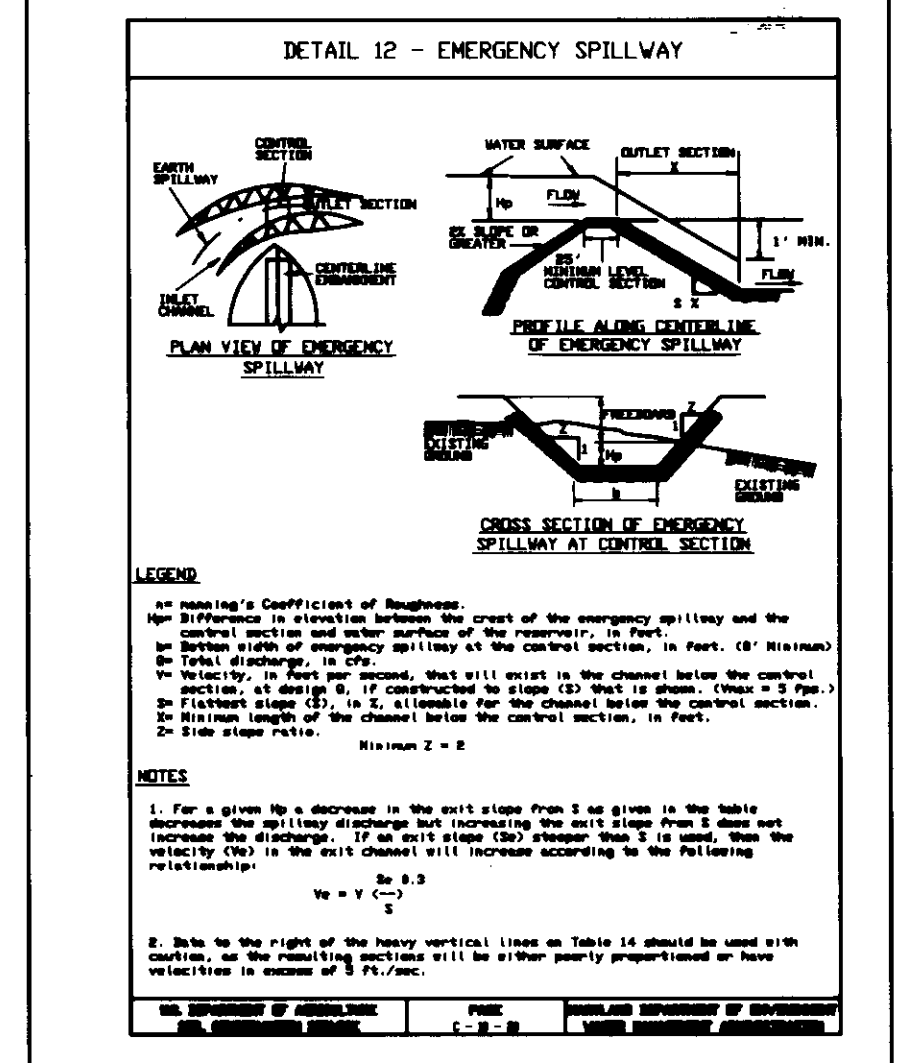 DETAIL 12 - EMERGENCY SPILLWAY
CONTROL
SECTION
EARTH
SPILLWAY
OUTLET SECTION
CENTERLINE
EMBANKMENT
INLET
CHANNEL
PLAN VIEW OF EMERGENCY
SPILLWAY
WATER SURFACE
OUTLET SECTION
X
Hp
FLOW
2% SLOPE OR
GREATER
1' MIN.
25'
MINIMUM LEVEL
CONTROL SECTION
FLOW
S %
PROFILE ALONG CENTERLINE
OF EMERGENCY SPILLWAY
FREEBOARD
Z
1
Z
1
Hp
EXISTING
GROUND
b
EXISTING
GROUND
CROSS SECTION OF EMERGENCY
SPILLWAY AT CONTROL SECTION
LEGEND
n= manning's Coefficient of Roughness.
Hp= Difference in elevation between the crest of the emergency spillway and the
control section and water surface of the reservoir, in feet.
b= Bottom width of emergency spillway at the control section, in feet. (8' Minimum)
Q= Total discharge, in cfs.
V= Velocity, in feet per second, that will exist in the channel below the control
section, at design Q, if constructed to slope (S) that is shown. (Vmax = 5 fps.)
S= Flattest slope (S), in %, allowable for the channel below the control section.
X= Minimum length of the channel below the control section, in feet.
Z= Side slope ratio.
Minimum Z = 2
NOTES
1. For a given Hp a decrease in the exit slope from S as given in the table
decreases the spillway discharge but increasing the exit slope from S does not
increase the discharge. If an exit slope (Se) steeper than S is used, then the
velocity (Ve) in the exit channel will increase according to the following
relationship:
Se 0.3
Ve = V (—)
S
2. Data to the right of the heavy vertical lines on Table 14 should be used with
caution, as the resulting sections will be either poorly proportioned or have
velocities in excess of 5 ft./sec.
U.S. DEPARTMENT OF AGRICULTURE
SOIL CONSERVATION SERVICE
PAGE
MARYLAND DEPARTMENT OF ENVIRONMENT
WATER MANAGEMENT ADMINISTRATION